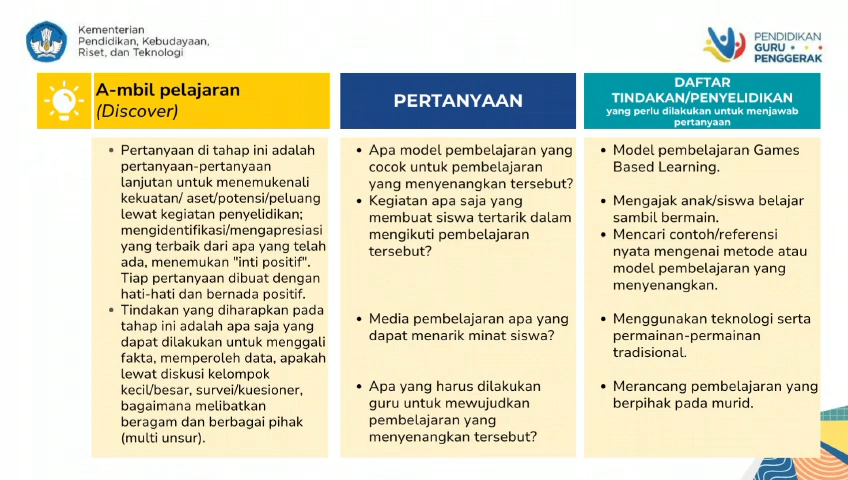 Kementerian
Pendidikan, Kebudayaan,
Riset, dan Teknologi
PENDIDIKAN
GURU
PENGGERAK
A-mbil pelajaran
(Discover)
PERTANYAAN
DAFTAR
TINDAKAN/PENYELIDIKAN
yang perlu dilakukan untuk menjawab
pertanyaan
• Pertanyaan di tahap ini adalah
pertanyaan-pertanyaan
lanjutan untuk menemukenali
kekuatan/ aset/potensi/peluang
lewat kegiatan penyelidikan;
mengidentifikasi/mengapresiasi
yang terbaik dari apa yang telah
ada, menemukan "inti positif".
Tiap pertanyaan dibuat dengan
hati-hati dan bernada positif.
• Tindakan yang diharapkan pada
tahap ini adalah apa saja yang
dapat dilakukan untuk menggali
fakta, memperoleh data, apakah
lewat diskusi kelompok
kecil/besar, survei/kuesioner,
bagaimana melibatkan
beragam dan berbagai pihak
(multi unsur).
• Apa model pembelajaran yang
cocok untuk pembelajaran
yang menyenangkan tersebut?
• Kegiatan apa saja yang
membuat siswa tertarik dalam
mengikuti pembelajaran
tersebut?
• Media pembelajaran apa yang
dapat menarik minat siswa?
• Apa yang harus dilakukan
guru untuk mewujudkan
pembelajaran yang
menyenangkan tersebut?
• Model pembelajaran Games
Based Learning.
• Mengajak anak/siswa belajar
sambil bermain.
• Mencari contoh/referensi
nyata mengenai metode atau
model pembelajaran yang
menyenangkan.
• Menggunakan teknologi serta
permainan-permainan
tradisional.
• Merancang pembelajaran yang
berpihak pada murid.